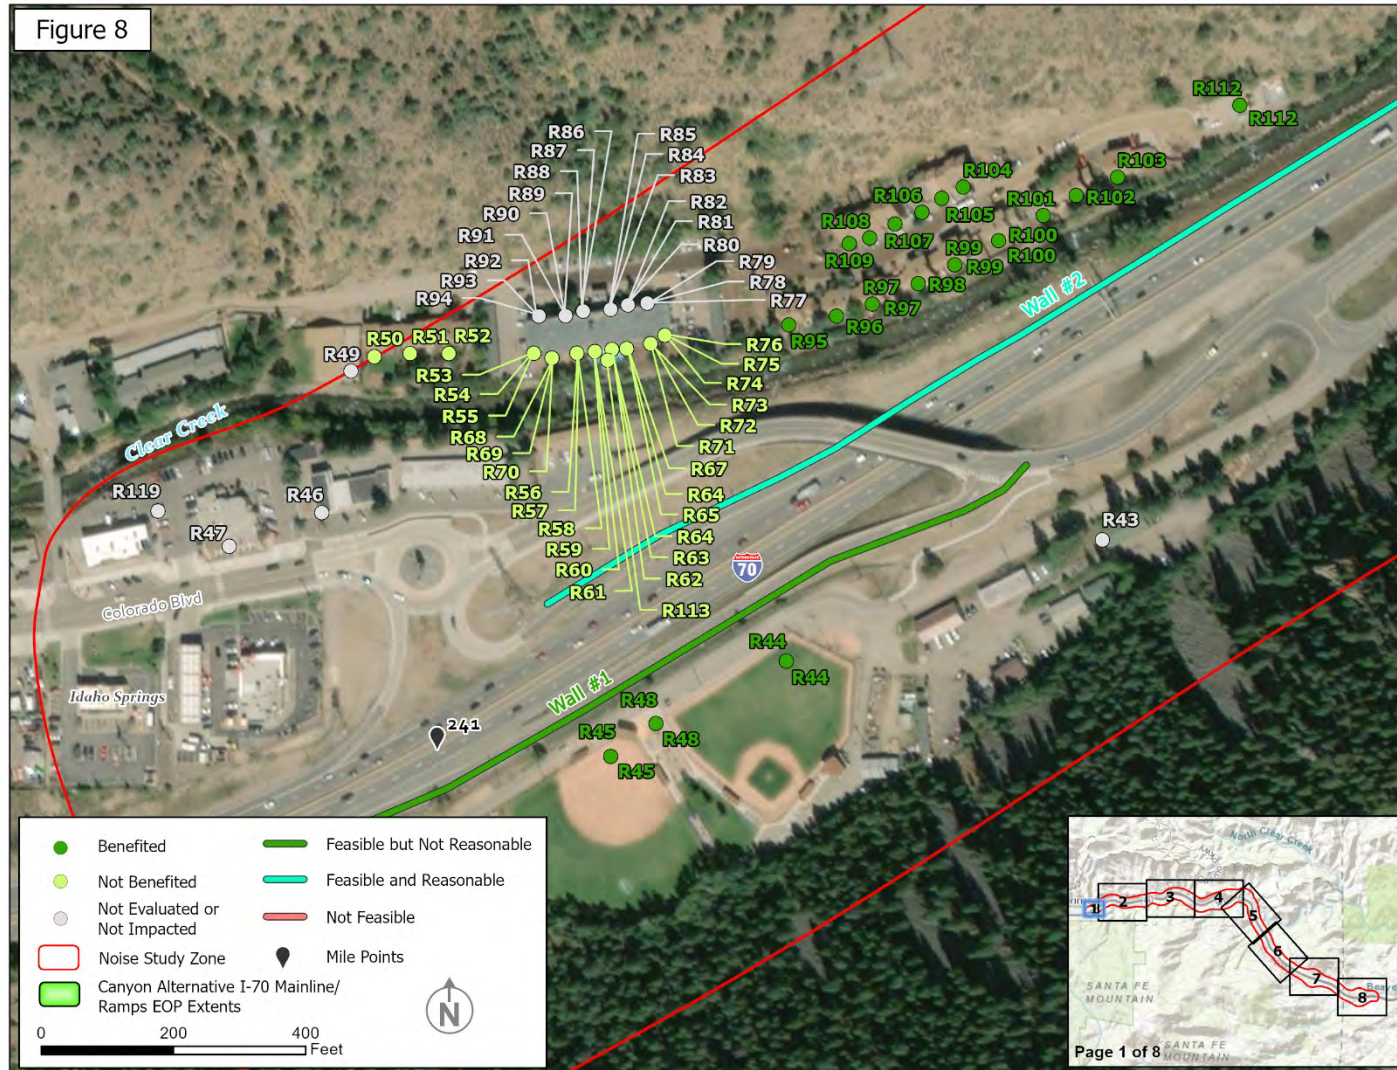 Figure 8
R112
R112
R86
R85
R87
R84
R88
R83
R89
R82
R90
R81
R91
R80
R92
R79
R93
R78
R94
R77
R103
R104
R102
R106
R101
R105
R108
R100
R107
R100
R109
R99
R99
R97
R98
R97
R96
R95
Wall #2
R50
R51
R52
R49
R53
R76
R54
R75
R55
R74
R68
R73
R69
R72
R70
R71
R56
R67
R57
R64
R58
R65
R59
R64
R60
R63
R61
R62
R113
Clear Creek
R119
R46
R47
R43
INTERSTATE
70
Colorado Blvd
Idaho Springs
Wall #1
R44
R44
R48
R48
R45
R45
241
Benefited
Not Benefited
Not Evaluated or
Not Impacted
Noise Study Zone
Canyon Alternative I-70 Mainline/
Ramps EOP Extents
Feasible but Not Reasonable
Feasible and Reasonable
Not Feasible
Mile Points
N
0 200 400
Feet
North Clear Creek
1
2
3
4
5
6
7
8
SANTA FE
MOUNTAIN
Beave
SANTA FE
MOUNTAIN
Page 1 of 8